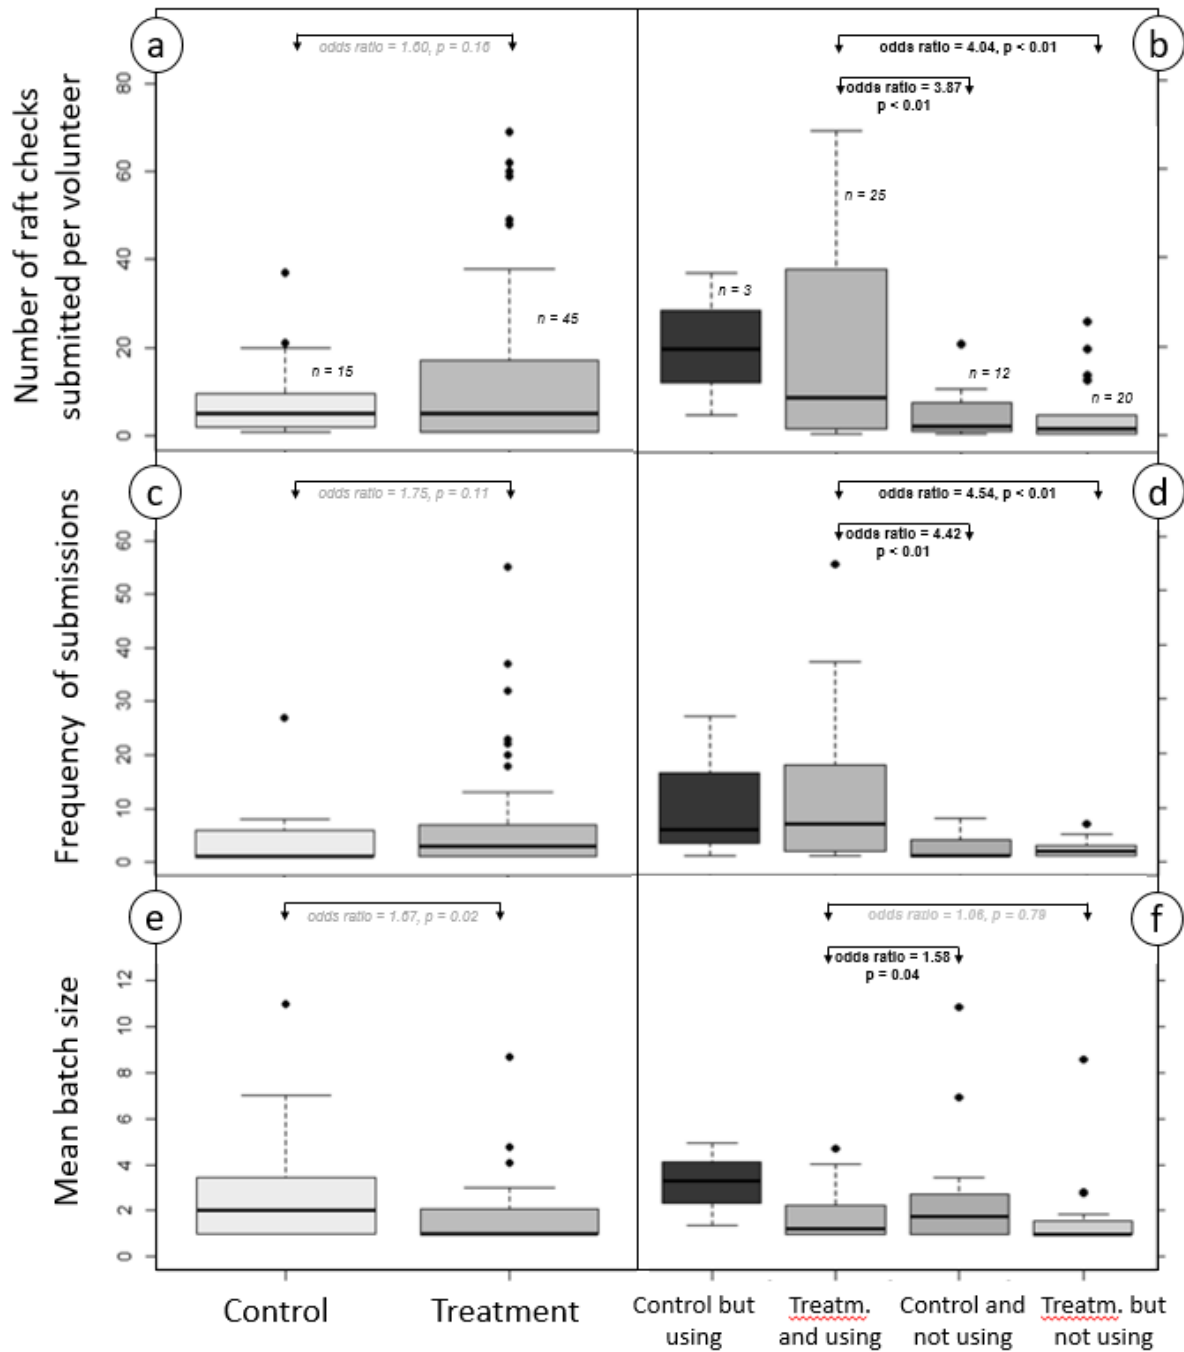 a
odds ratio = 1.60, p = 0.16
b
odds ratio = 4.04, p < 0.01
odds ratio = 3.87
p < 0.01
Number of raft checks
submitted per volunteer
80
60
40
20
0
n = 15
n = 45
n = 3
n = 25
n = 12
n = 20
c
odds ratio = 1.75, p = 0.11
d
odds ratio = 4.54, p < 0.01
odds ratio = 4.42
p < 0.01
Frequency of submissions
60
50
40
30
20
10
0
e
odds ratio = 1.67, p = 0.02
f
odds ratio = 1.06, p = 0.79
odds ratio = 1.58
p = 0.04
Mean batch size
12
10
8
6
4
2
0
Control
Treatment
Control but
using
Treatm.
and using
Control and
not using
Treatm. but
not using